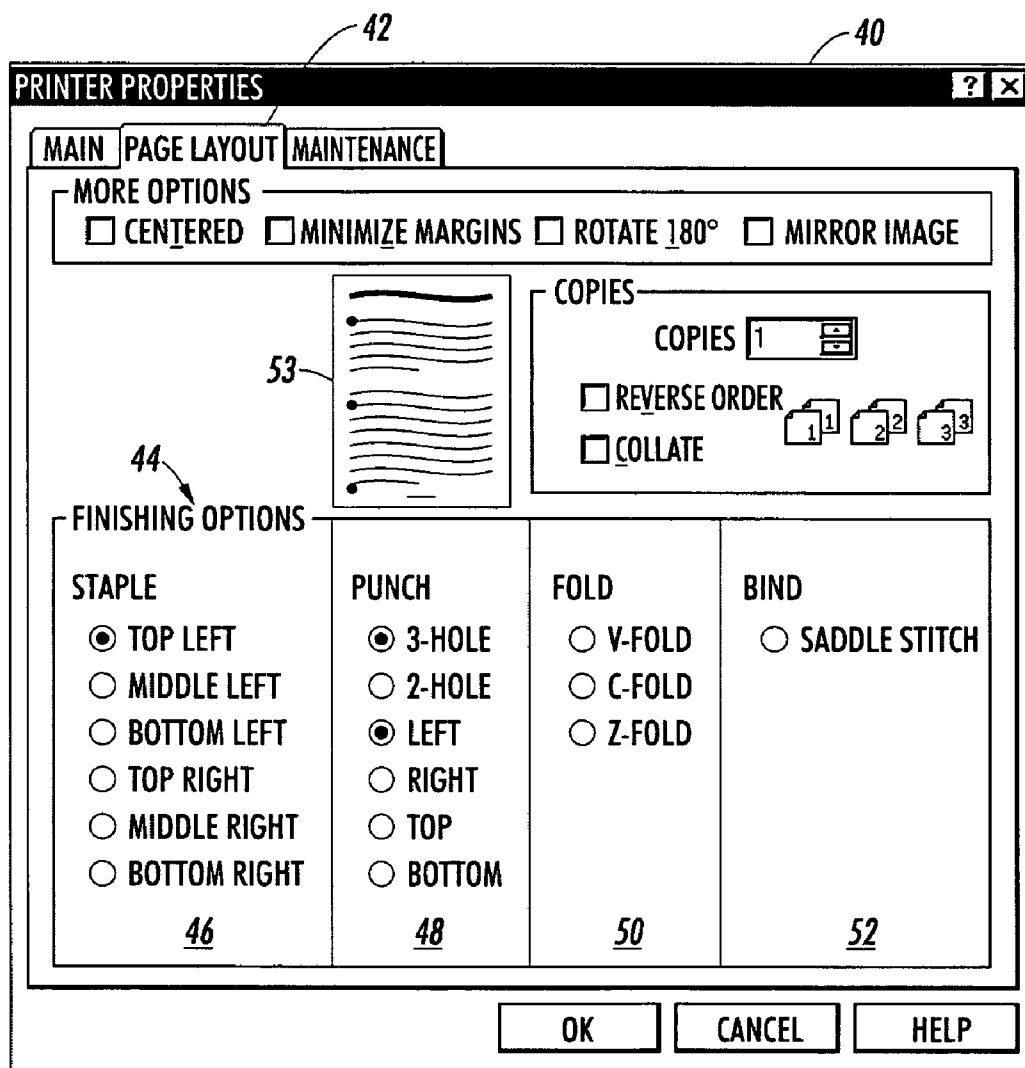 42
40
PRINTER PROPERTIES ? X
MAIN PAGE LAYOUT MAINTENANCE
MORE OPTIONS
CENTERED MINIMIZE MARGINS ROTATE 180° MIRROR IMAGE
COPIES
COPIES 1
53
REVERSE ORDER
COLLATE
1 1 2 2 3 3
44
FINISHING OPTIONS
STAPLE
TOP LEFT
MIDDLE LEFT
BOTTOM LEFT
TOP RIGHT
MIDDLE RIGHT
BOTTOM RIGHT
46
PUNCH
3-HOLE
2-HOLE
LEFT
RIGHT
TOP
BOTTOM
48
FOLD
V-FOLD
C-FOLD
Z-FOLD
50
BIND
SADDLE STITCH
52
OK CANCEL HELP